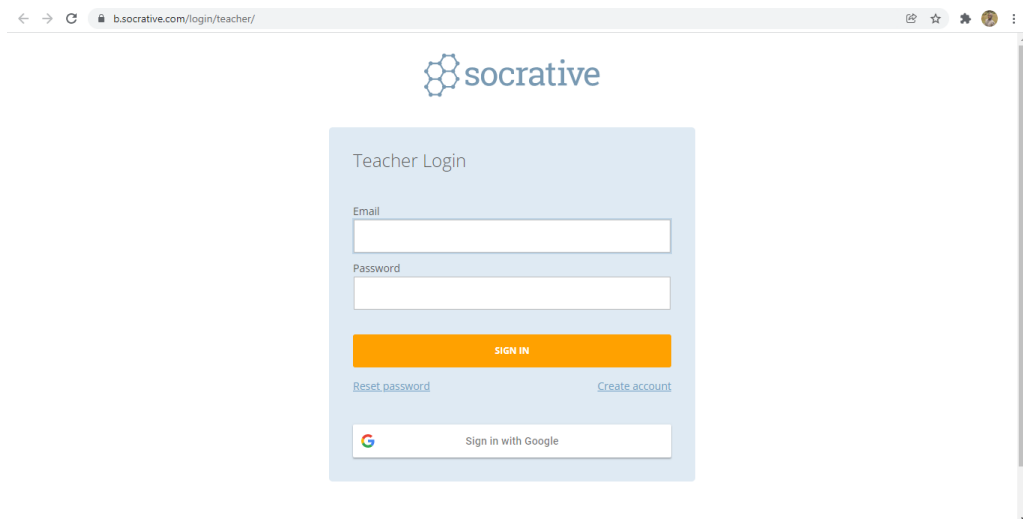 b.socrative.com/login/teacher/
socrative
Teacher Login
Email
Password
SIGN IN
Reset password Create account
Sign in with Google